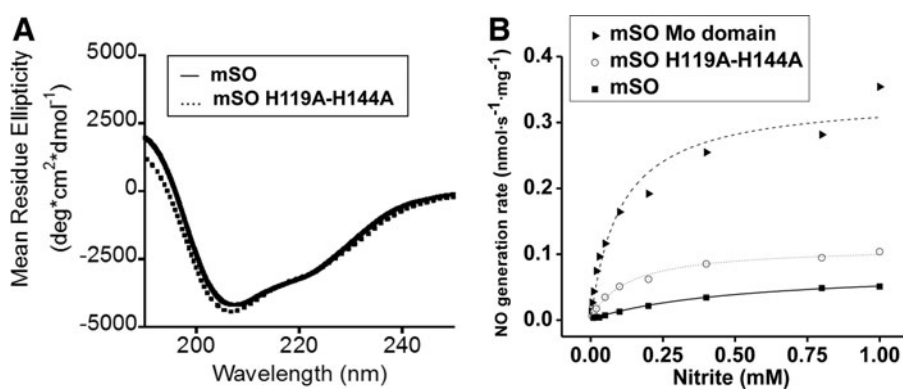 A
Mean Residue Ellipticity
(deg*cm²*dmol⁻¹)
5000
2500
0
-2500
-5000
mSO
mSO H119A-H144A
200
220
240
Wavelength (nm)
B
NO generation rate (nmol·s⁻¹·mg⁻¹)
0.4
0.3
0.2
0.1
0.0
mSO Mo domain
mSO H119A-H144A
mSO
0.00
0.25
0.50
0.75
1.00
Nitrite (mM)